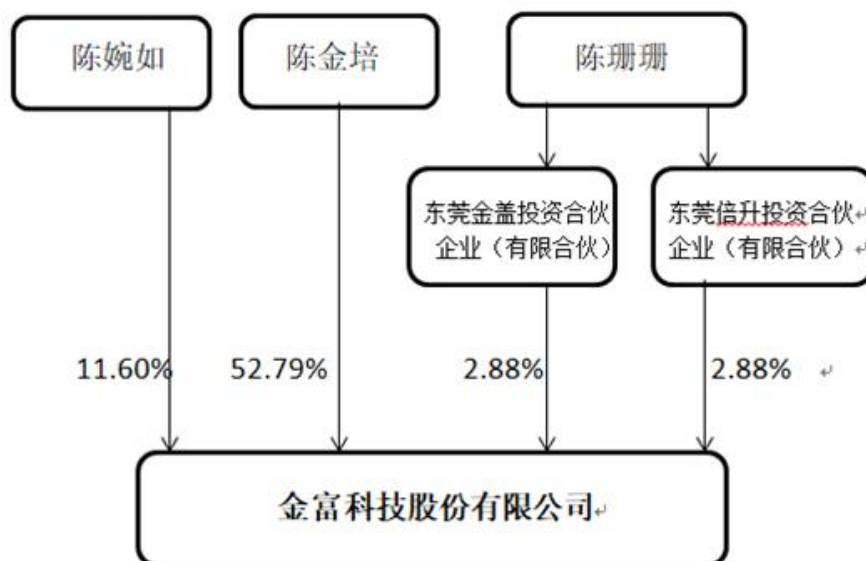 陈婉如
陈金培
陈珊珊
东莞金盖投资合伙
企业（有限合伙）
东莞倍升投资合伙
企业（有限合伙）
11.60%
52.79%
2.88%
2.88%
金富科技股份有限公司